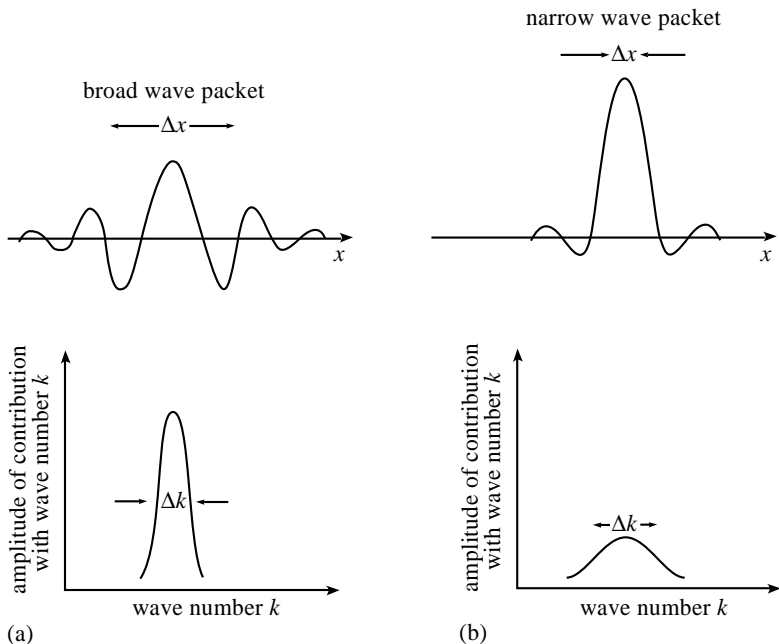 broad wave packet
Δx
x
amplitude of contribution
with wave number k
Δk
wave number k
(a)
narrow wave packet
Δx
x
amplitude of contribution
with wave number k
Δk
wave number k
(b)